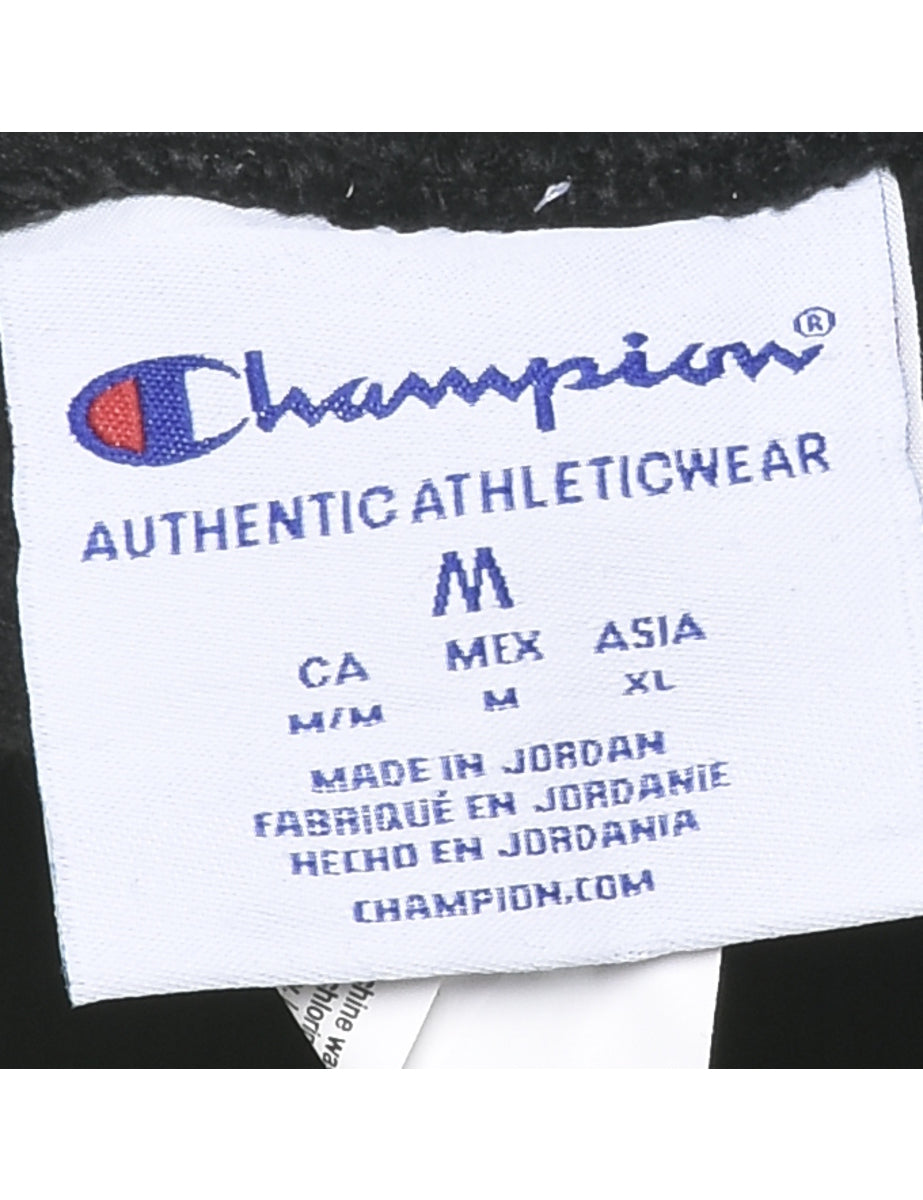 Champion®
AUTHENTIC ATHLETICWEAR
M
CA MEX ASIA
M/M M XL
MADE IN JORDAN
FABRIQUÉ EN JORDANIE
HECHO EN JORDANIA
CHAMPION.COM